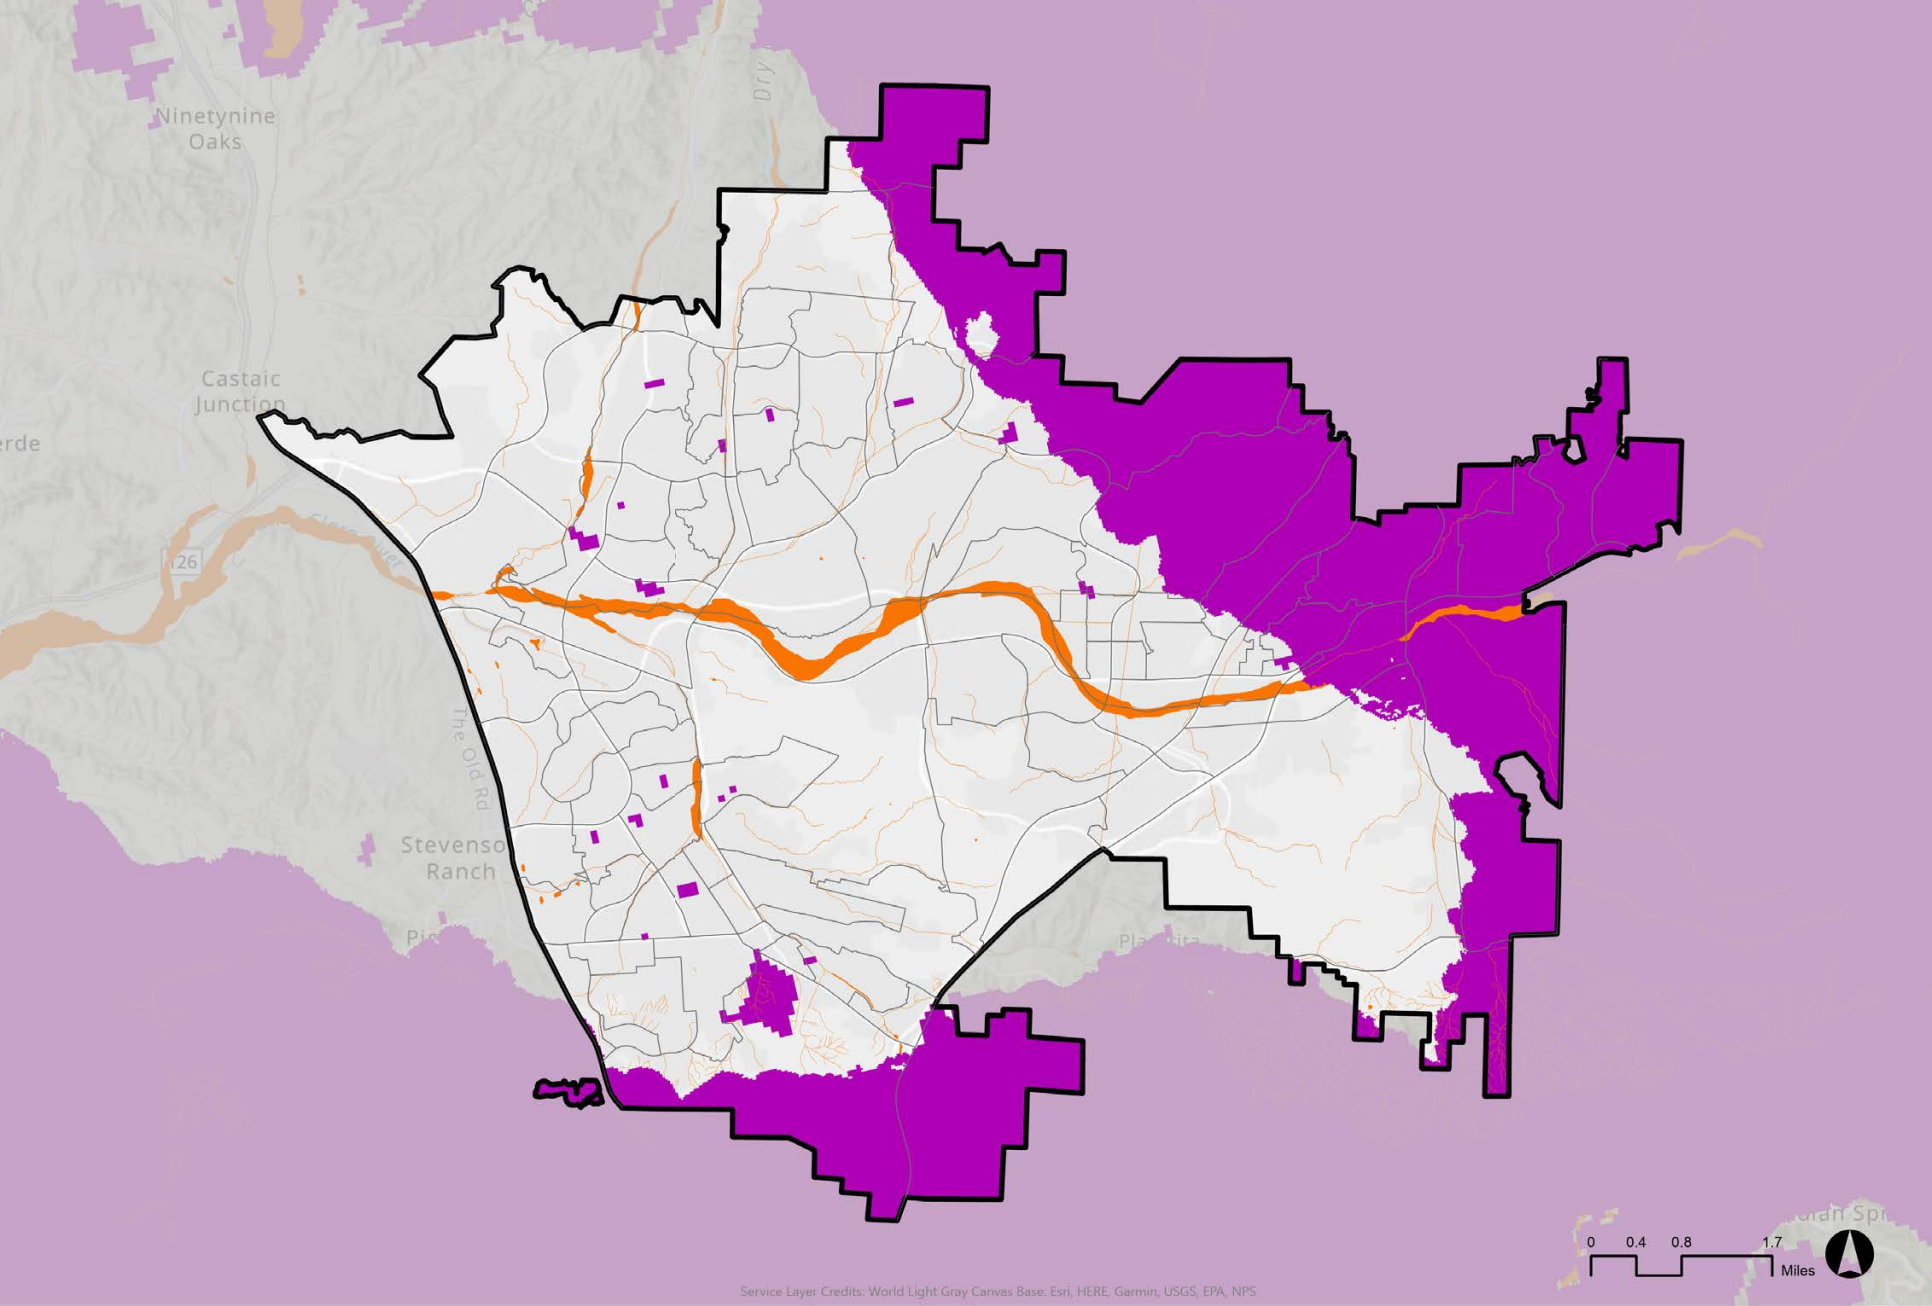 Dry
Ninetynine
Oaks
Castaic
Junction
erde
126
The Old Rd
Stevenso
Ranch
Pic
0 0.4 0.8 1.7
Miles
Service Layer Credits: World Light Gray Canvas Base: Esri, HERE, Garmin, USGS, EPA, NPS